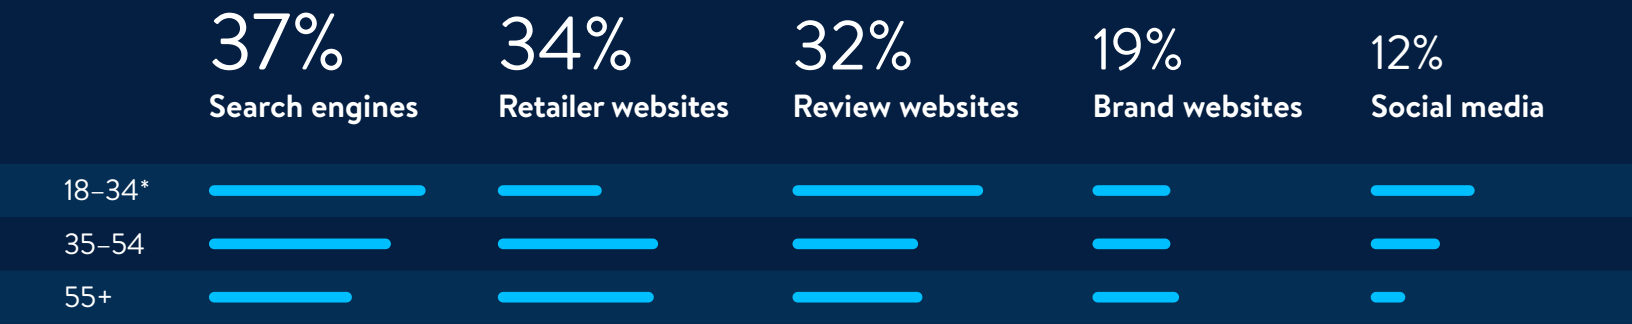 37% 34% 32% 19% 12%
Search engines Retailer websites Review websites Brand websites Social media
18–34*
35–54
55+